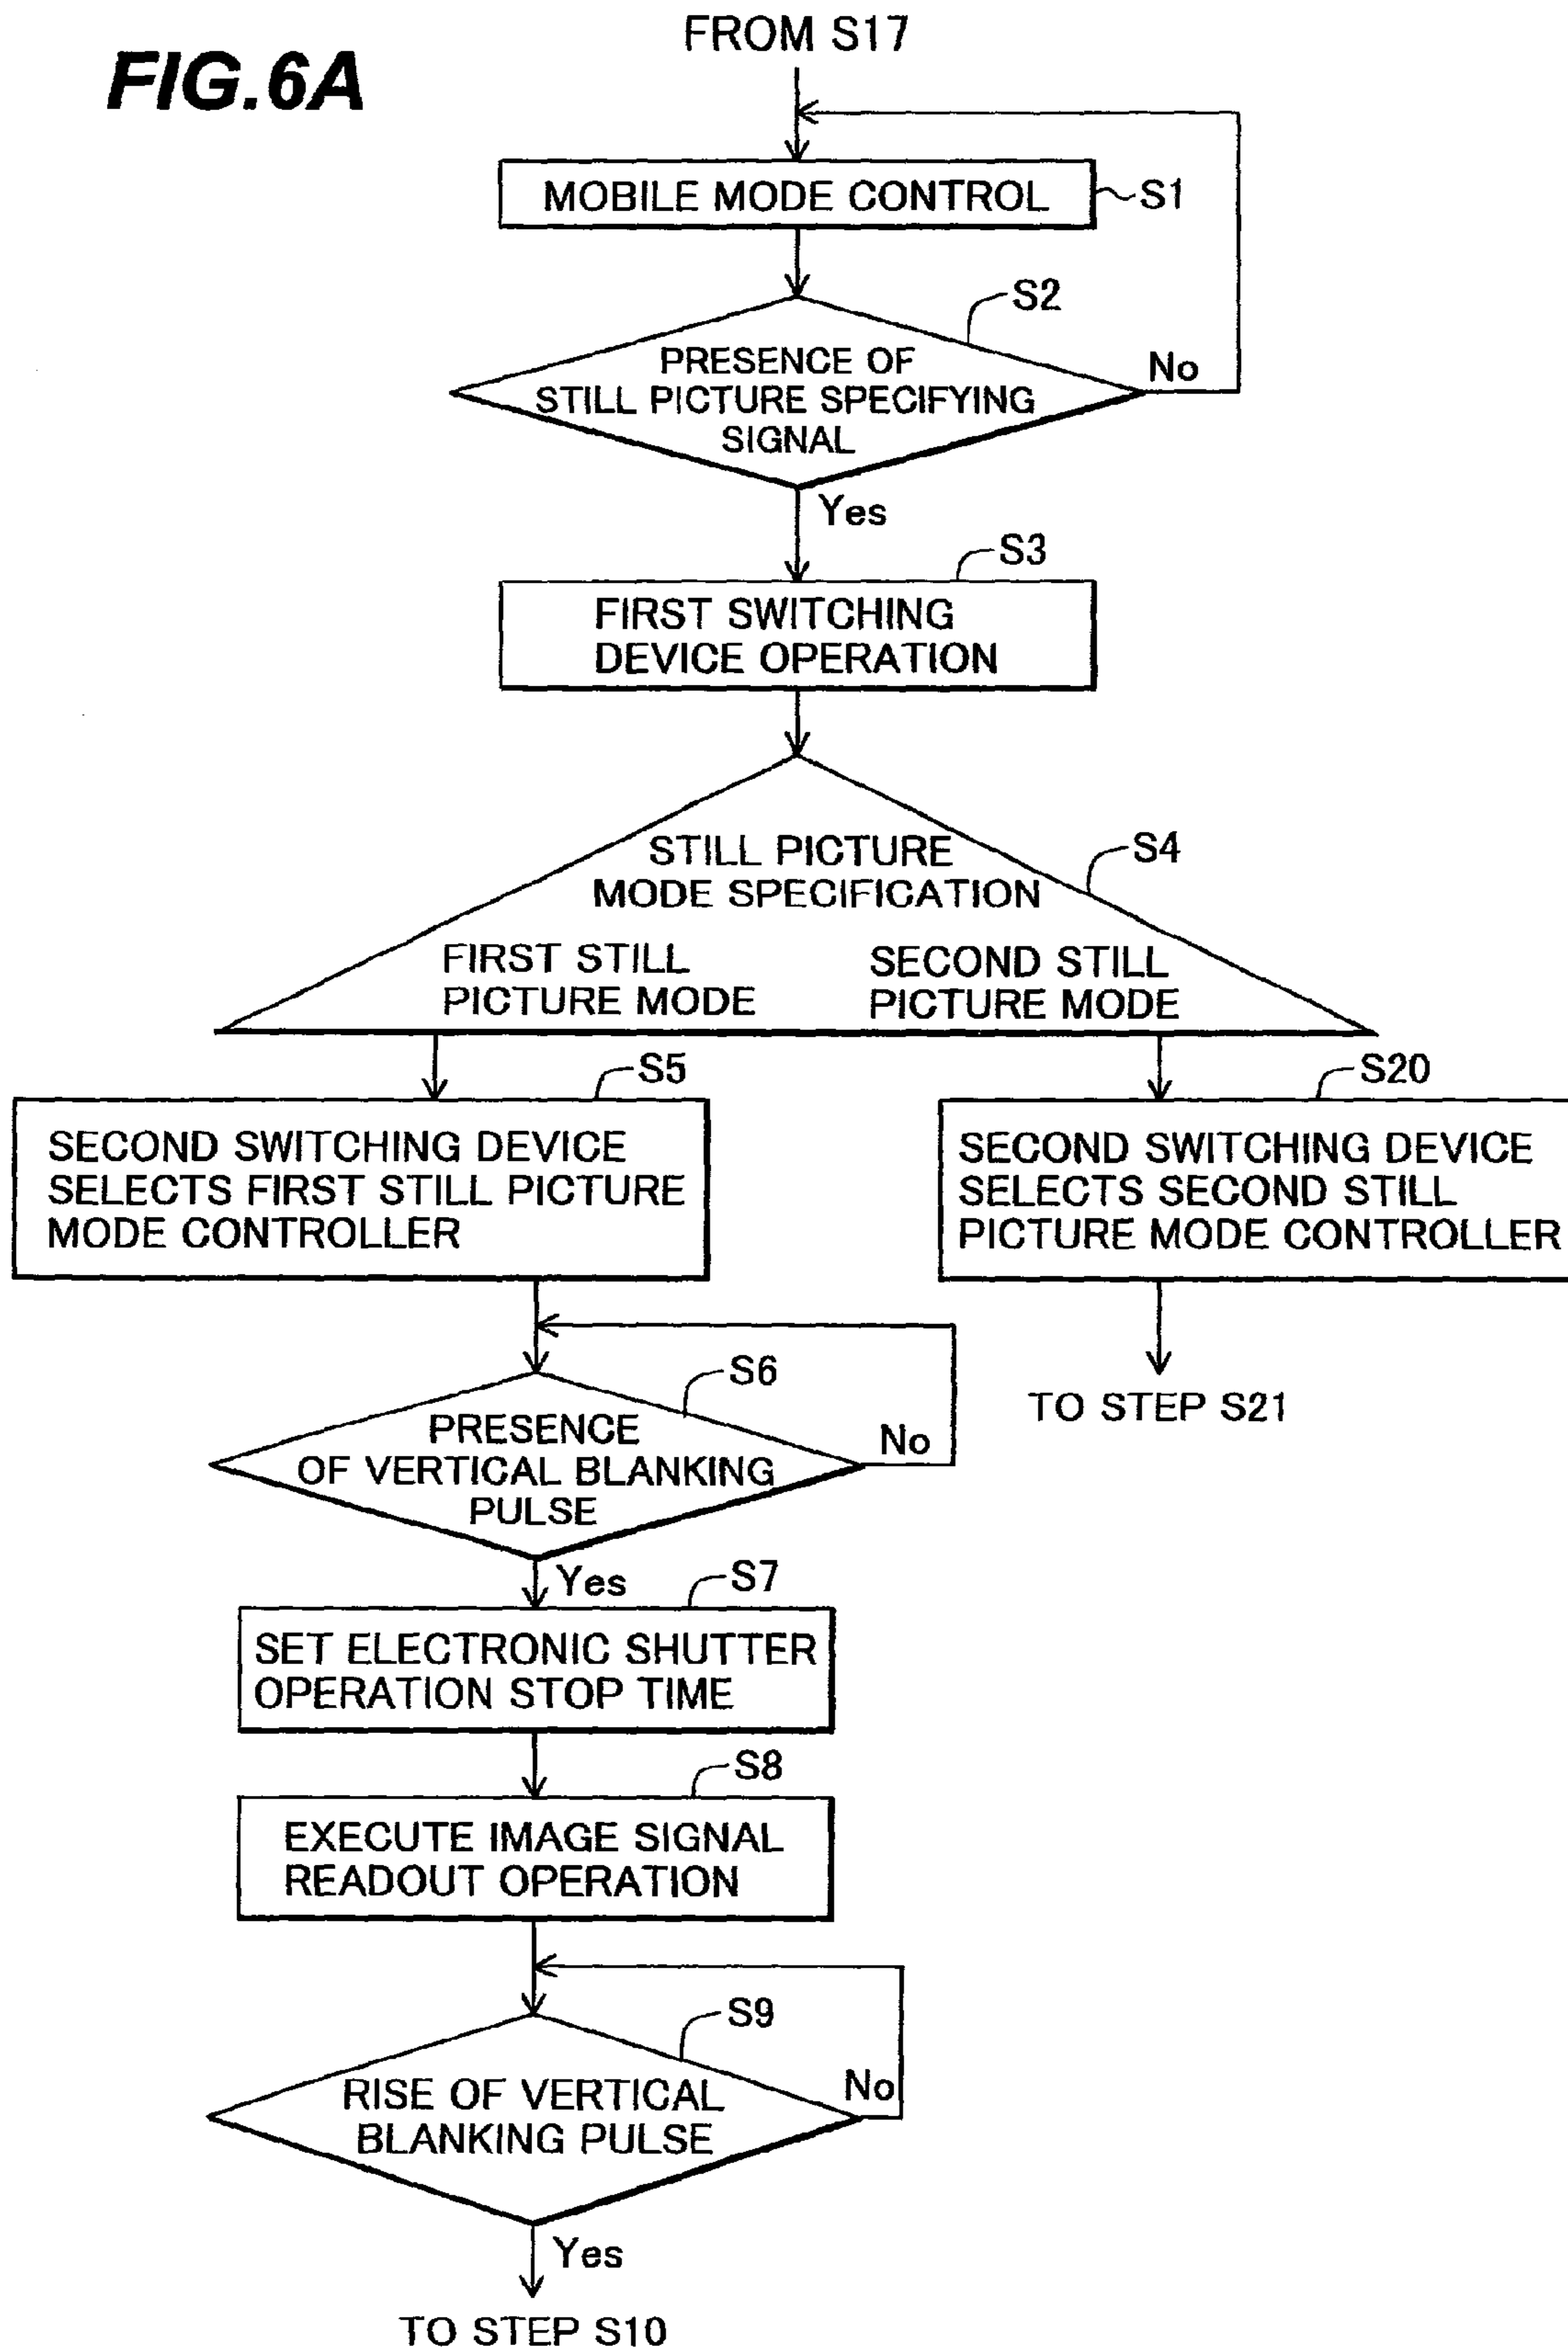 FROM S17
FIG.6A
MOBILE MODE CONTROL
S1
S2
PRESENCE OF
STILL PICTURE SPECIFYING
SIGNAL
No
Yes
S3
FIRST SWITCHING
DEVICE OPERATION
STILL PICTURE
MODE SPECIFICATION
S4
FIRST STILL
PICTURE MODE
SECOND STILL
PICTURE MODE
S5
SECOND SWITCHING DEVICE
SELECTS FIRST STILL PICTURE
MODE CONTROLLER
S20
SECOND SWITCHING DEVICE
SELECTS SECOND STILL
PICTURE MODE CONTROLLER
TO STEP S21
S6
PRESENCE
OF VERTICAL BLANKING
PULSE
No
Yes
S7
SET ELECTRONIC SHUTTER
OPERATION STOP TIME
S8
EXECUTE IMAGE SIGNAL
READOUT OPERATION
S9
RISE OF VERTICAL
BLANKING PULSE
No
Yes
TO STEP S10